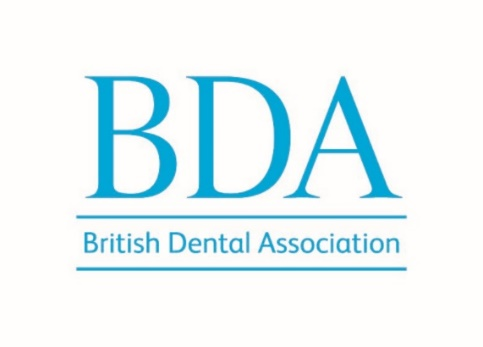 BDA
British Dental Association